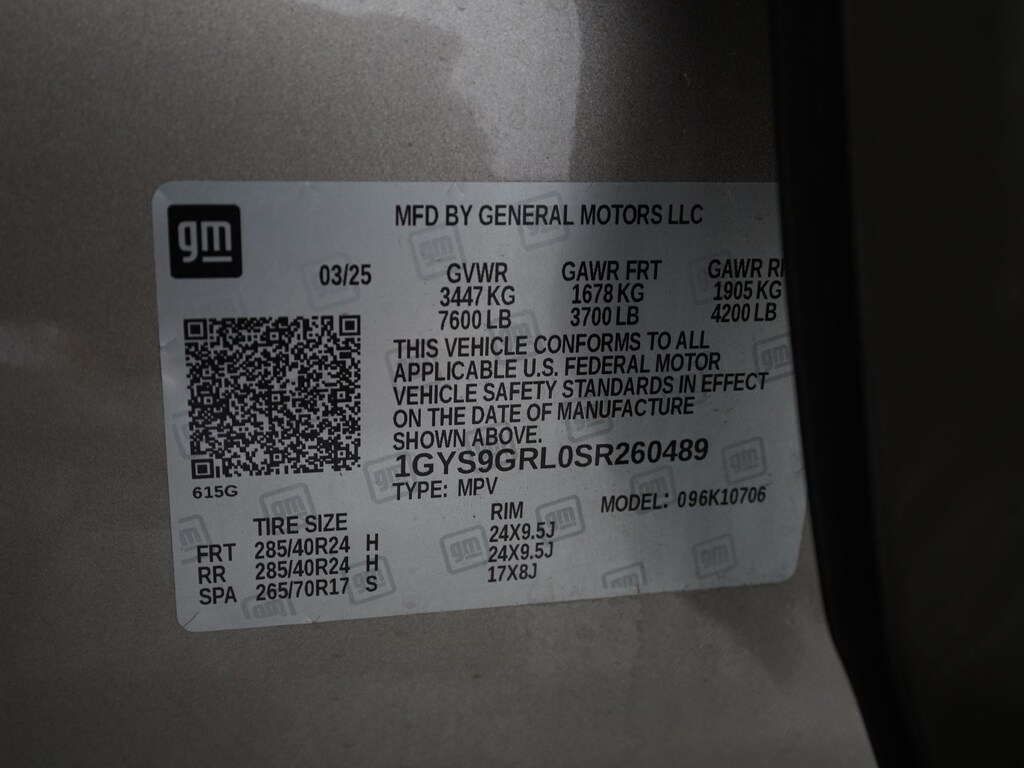 gm
MFD BY GENERAL MOTORS LLC
03/25 GVWR GAWR FRT GAWR
3447 KG 1678 KG 1905 KG
7600 LB 3700 LB 4200 LB
THIS VEHICLE CONFORMS TO ALL
APPLICABLE U.S. FEDERAL MOTOR
VEHICLE SAFETY STANDARDS IN EFFECT
ON THE DATE OF MANUFACTURE
SHOWN ABOVE.
1GYS9GRL0SR260489
615G
TYPE: MPV MODEL: 096K10706
TIRE SIZE RIM
FRT 285/40R24 H 24X9.5J
RR 285/40R24 H 24X9.5J
SPA 265/70R17 S 17X8J